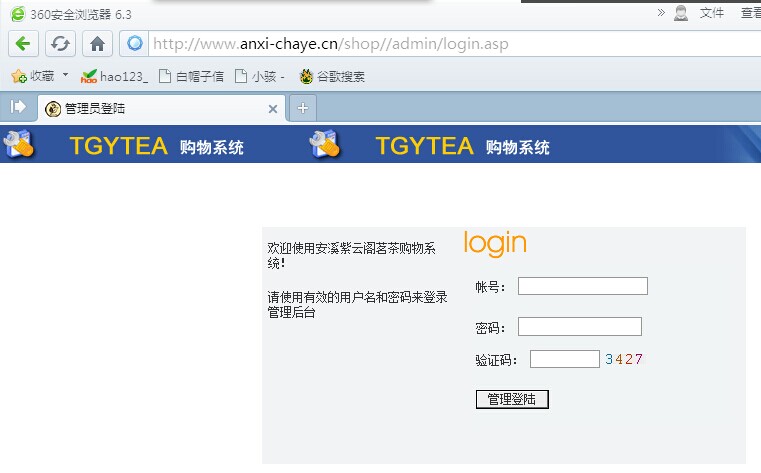 360安全浏览器 6.3
» 文件 查看
http://www.anxi-chaye.cn/shop//admin/login.asp
收藏 hao123_ 白帽子信 小骇 - 谷歌搜索
管理员登陆
TGYTEA 购物系统 TGYTEA 购物系统
欢迎使用安溪紫云阁茗茶购物系
统!
请使用有效的用户名和密码来登录
管理后台
login
帐号:
密码:
验证码: 3427
管理登陆